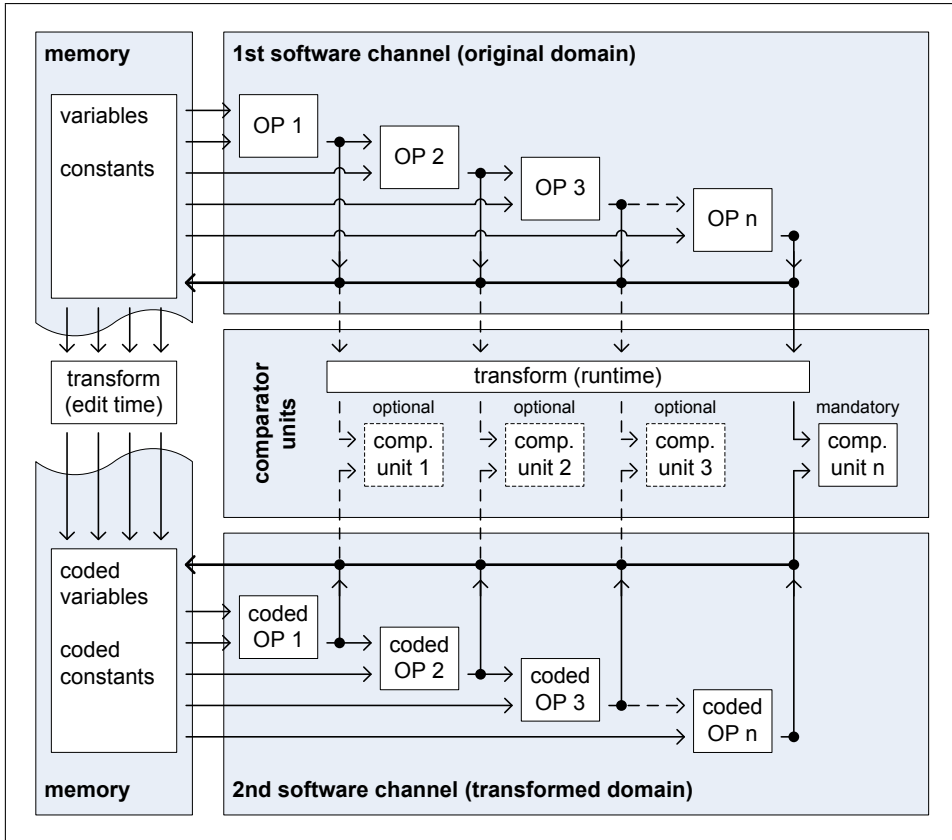 memory
1st software channel (original domain)
variables
constants
OP 1
OP 2
OP 3
OP n
transform
(edit time)
comparator
units
transform (runtime)
optional
optional
optional
mandatory
comp.
unit 1
comp.
unit 2
comp.
unit 3
comp.
unit n
coded
variables
coded
constants
coded
OP 1
coded
OP 2
coded
OP 3
coded
OP n
memory
2nd software channel (transformed domain)